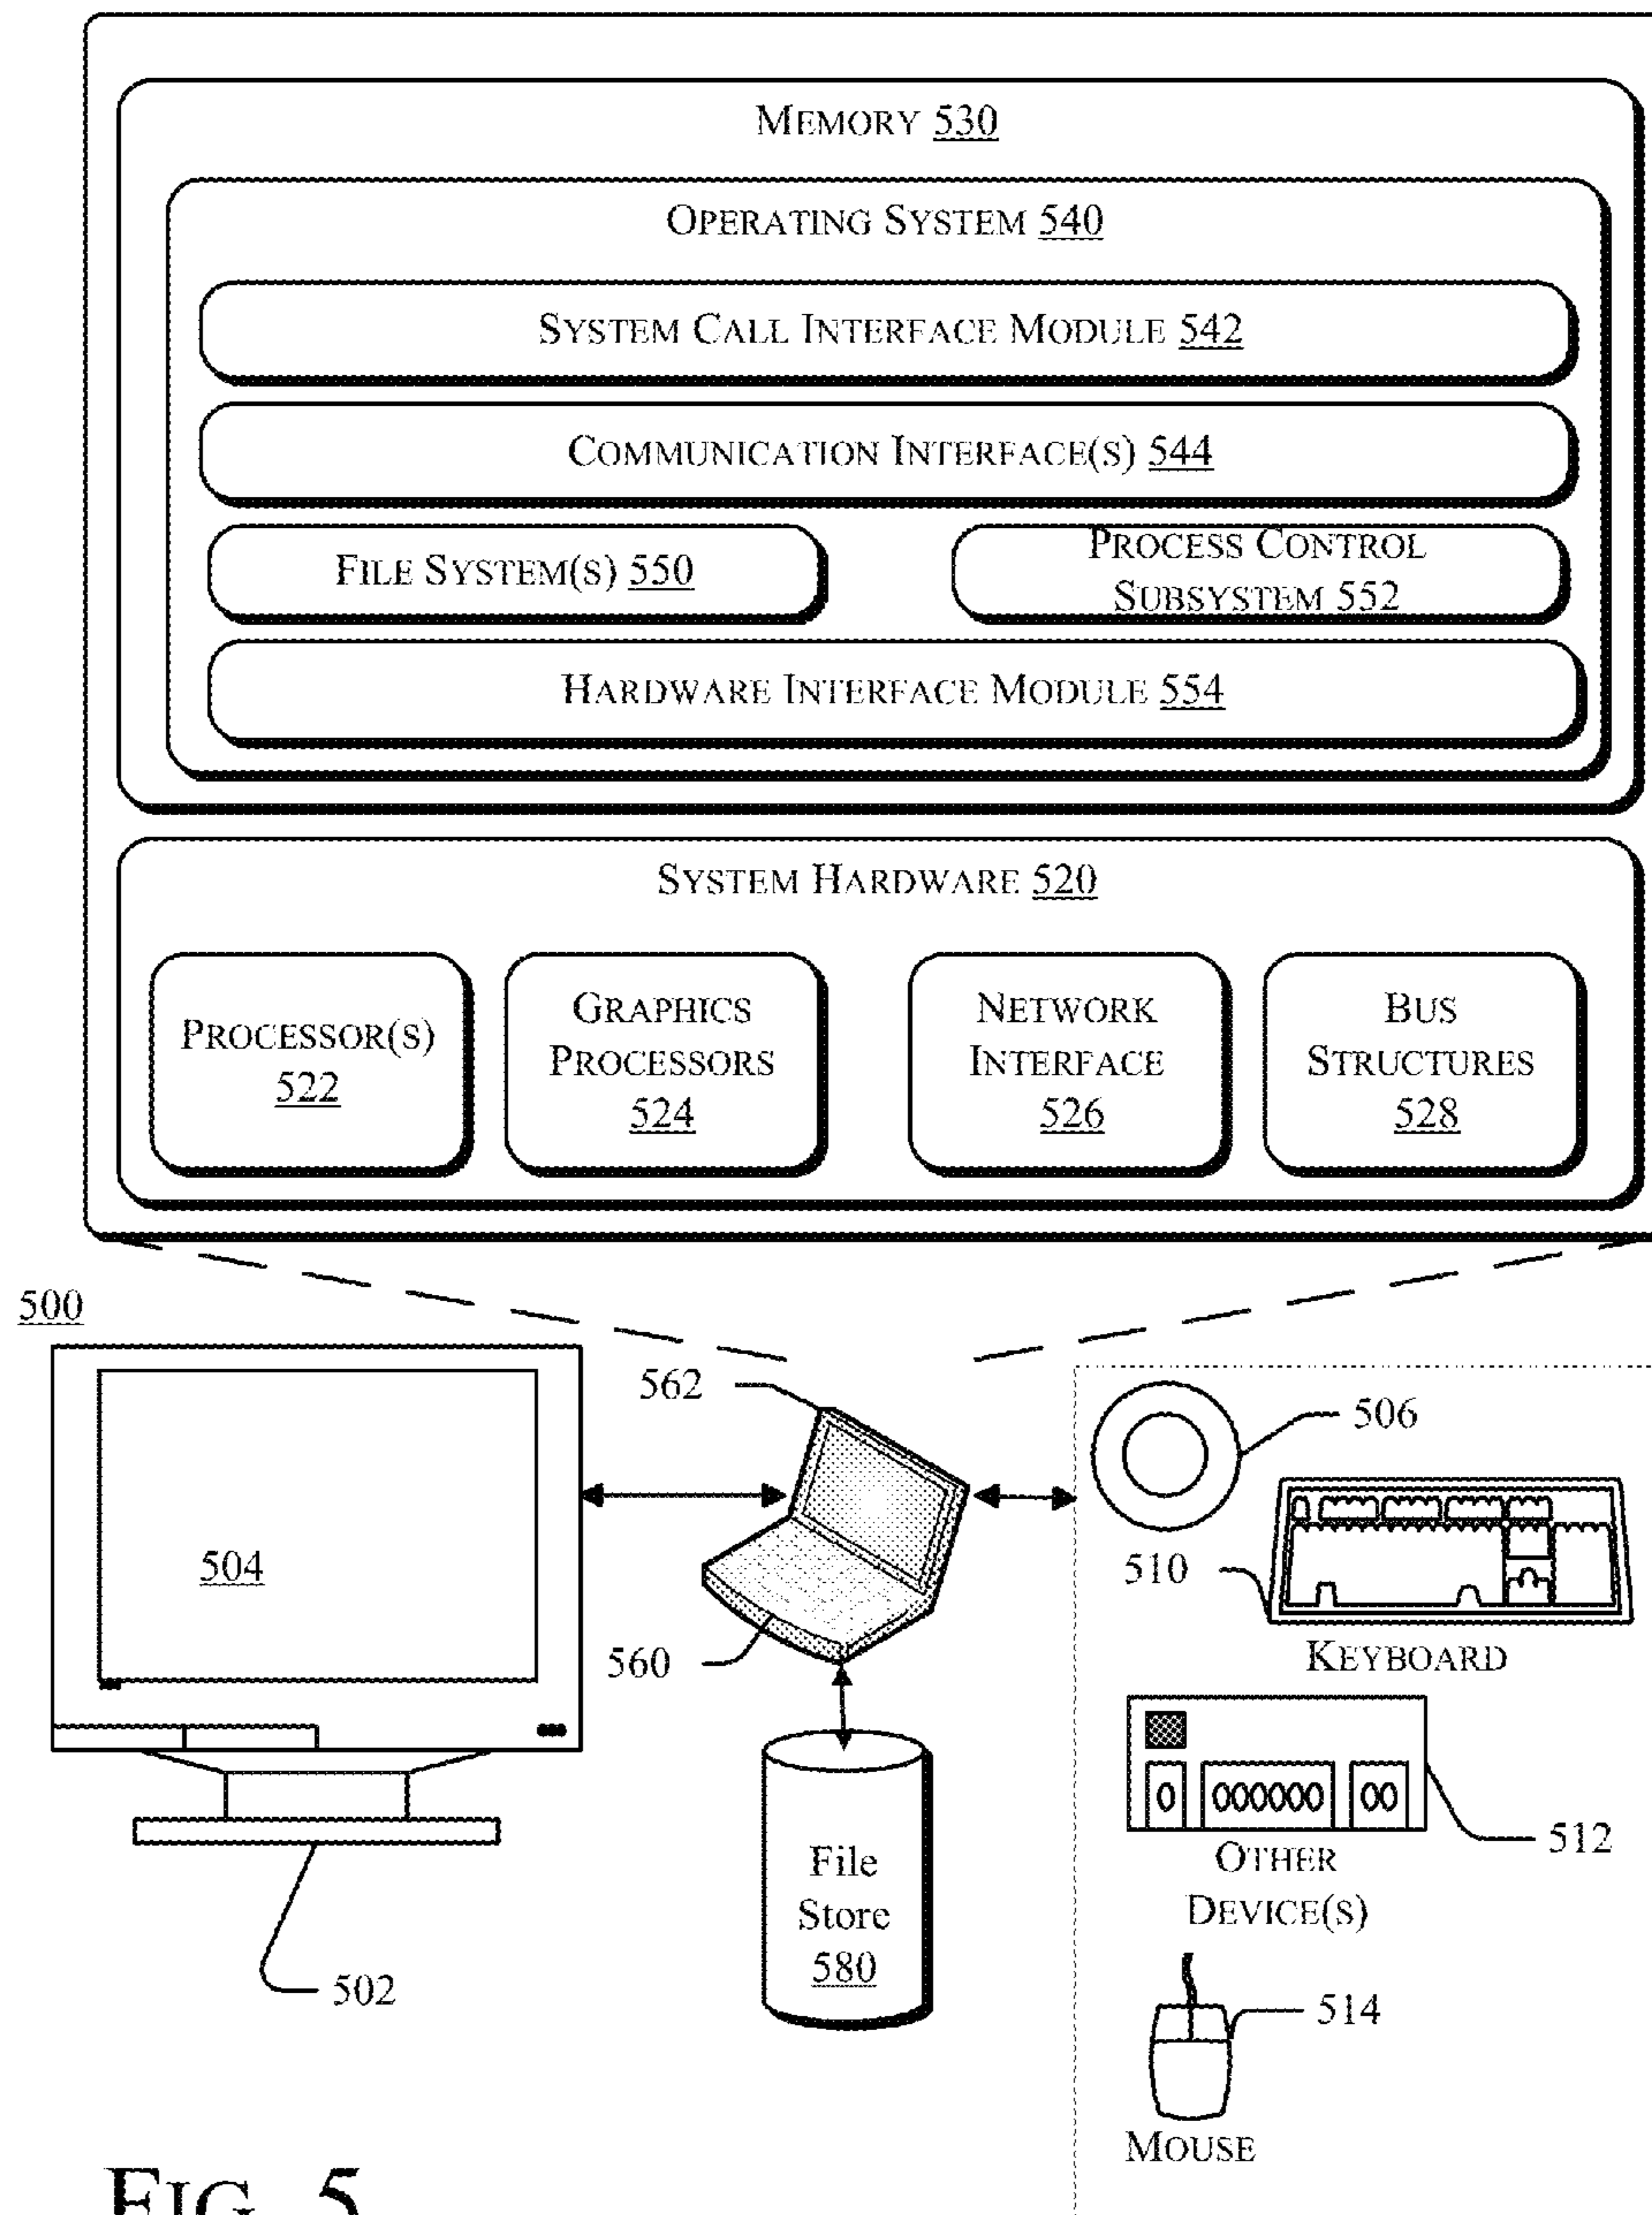 MEMORY 530
OPERATING SYSTEM 540
SYSTEM CALL INTERFACE MODULE 542
COMMUNICATION INTERFACE(S) 544
FILE SYSTEM(S) 550
PROCESS CONTROL
SUBSYSTEM 552
HARDWARE INTERFACE MODULE 554
SYSTEM HARDWARE 520
PROCESSOR(S)
522
GRAPHICS
PROCESSORS
524
NETWORK
INTERFACE
526
BUS
STRUCTURES
528
500
562
506
504
510
560
KEYBOARD
512
OTHER
DEVICE(S)
File
Store
580
502
514
MOUSE
FIG. 5